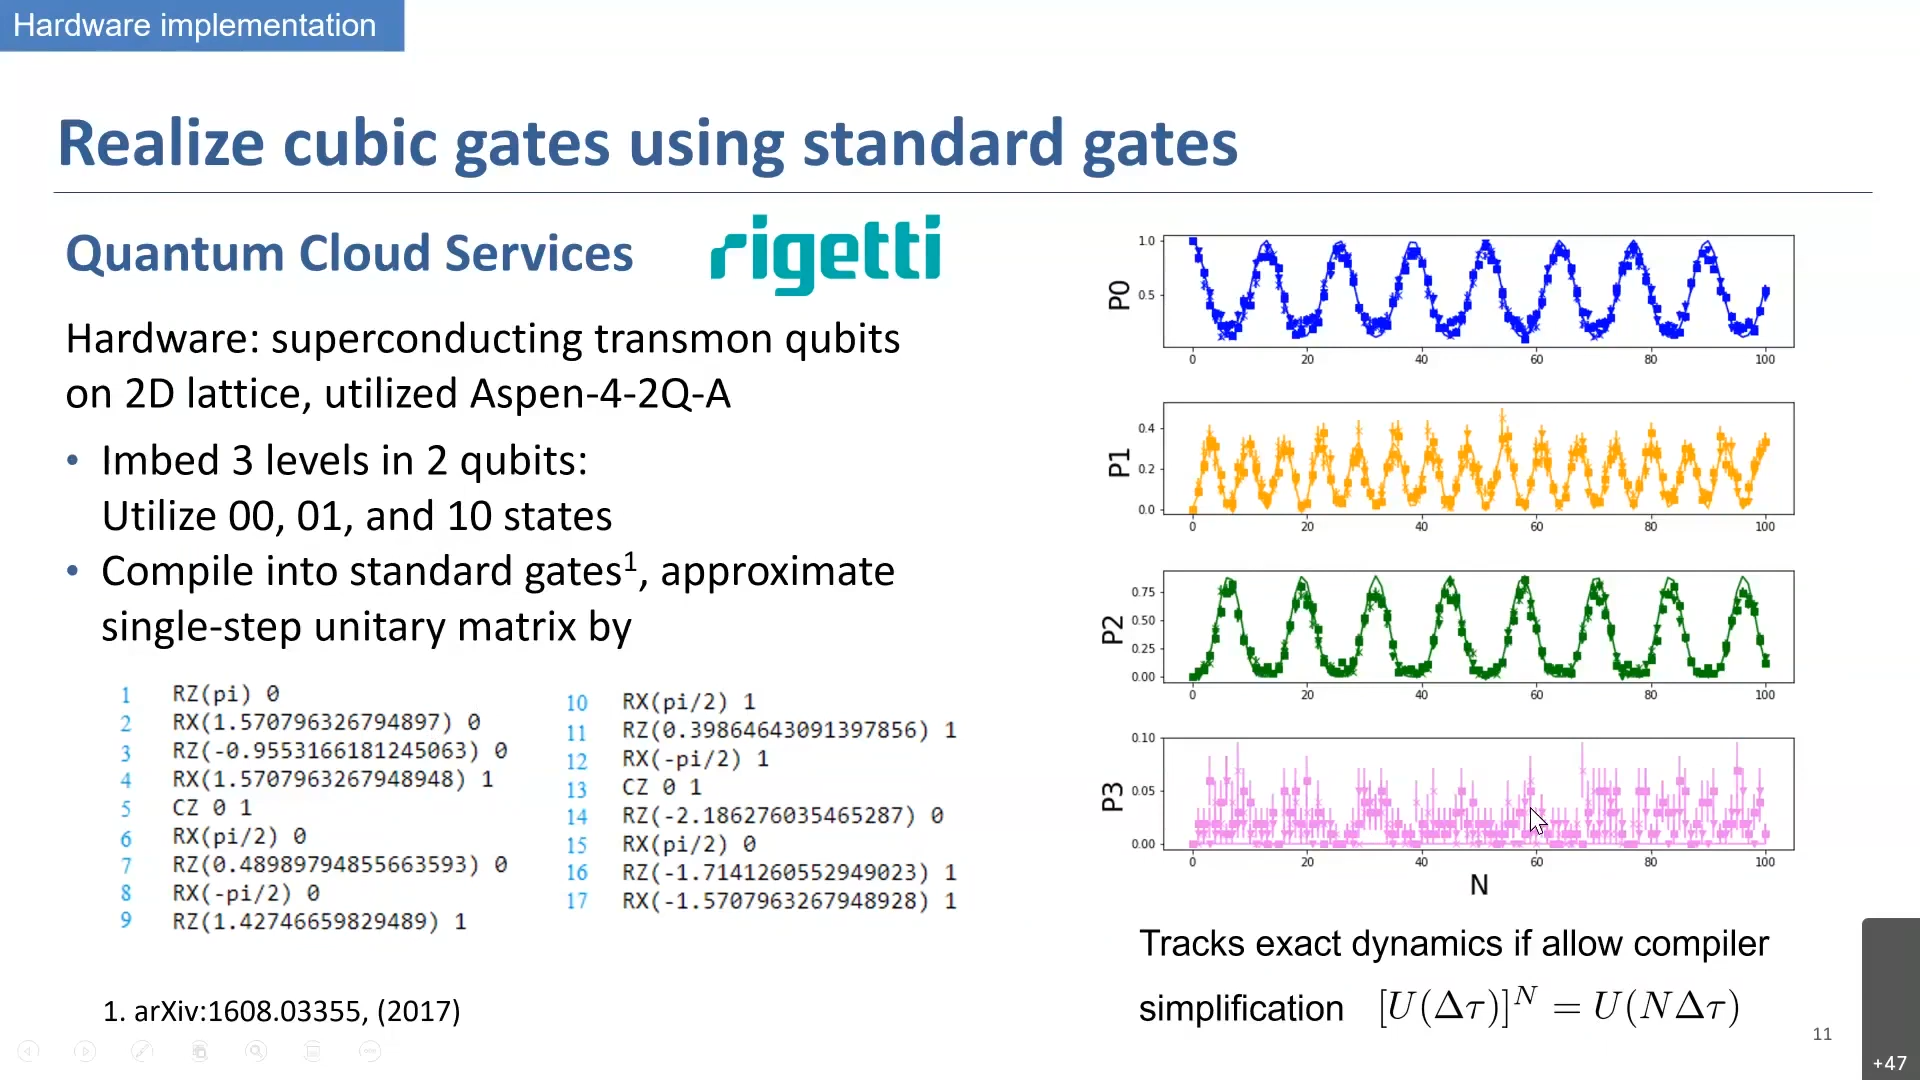 Hardware implementation
Realize cubic gates using standard gates
Quantum Cloud Services
rigetti
Hardware: superconducting transmon qubits
on 2D lattice, utilized Aspen-4-2Q-A
• Imbed 3 levels in 2 qubits:
Utilize 00, 01, and 10 states
• Compile into standard gates¹, approximate
single-step unitary matrix by
1 RZ(pi) 0
2 RX(1.570796326794897) 0
3 RZ(-0.9553166181245063) 0
4 RX(1.5707963267948948) 1
5 CZ 0 1
6 RX(pi/2) 0
7 RZ(0.48989794855663593) 0
8 RX(-pi/2) 0
9 RZ(1.42746659829489) 1
10 RX(pi/2) 1
11 RZ(0.39864643091397856) 1
12 RX(-pi/2) 1
13 CZ 0 1
14 RZ(-2.186276035465287) 0
15 RX(pi/2) 0
16 RZ(-1.7141260552949023) 1
17 RX(-1.5707963267948928) 1
1. arXiv:1608.03355, (2017)
P0
1.0
0.5
0 20 40 60 80 100
P1
0.4
0.2
0.0
0 20 40 60 80 100
P2
0.75
0.50
0.25
0.00
0 20 40 60 80 100
P3
0.10
0.05
0.00
0 20 40 60 80 100
N
Tracks exact dynamics if allow compiler
simplification [U(Δτ)]^N = U(NΔτ)
11
+47